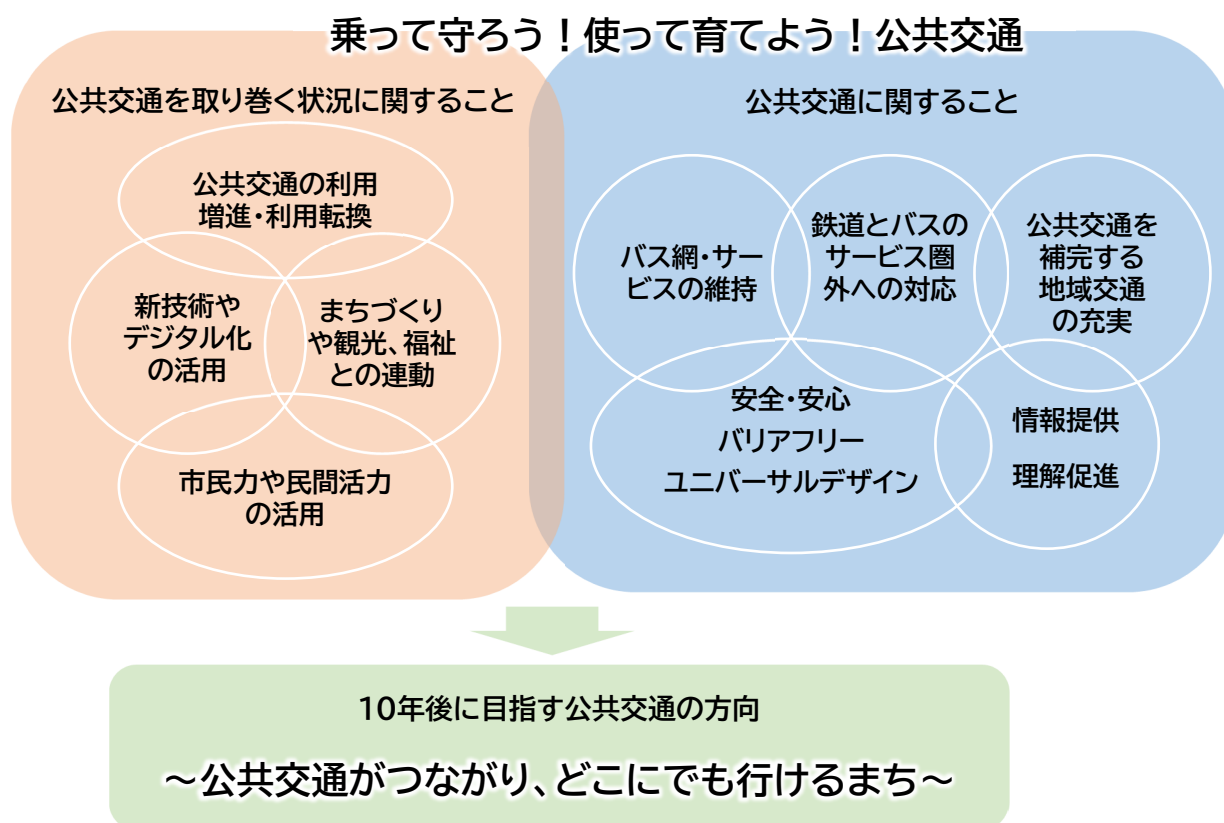 乗って守ろう！使って育てよう！公共交通
公共交通を取り巻く状況に関すること
公共交通の利用
増進・利用転換
新技術や
デジタル化
の活用
まちづくり
や観光、福祉
との連動
市民力や民間活力
の活用
公共交通に関すること
バス網・サー
ビスの維持
鉄道とバスの
サービス圏
外への対応
公共交通を
補完する
地域交通
の充実
安全・安心
バリアフリー
ユニバーサルデザイン
情報提供
理解促進
10年後に目指す公共交通の方向
～公共交通がつながり、どこにでも行けるまち～